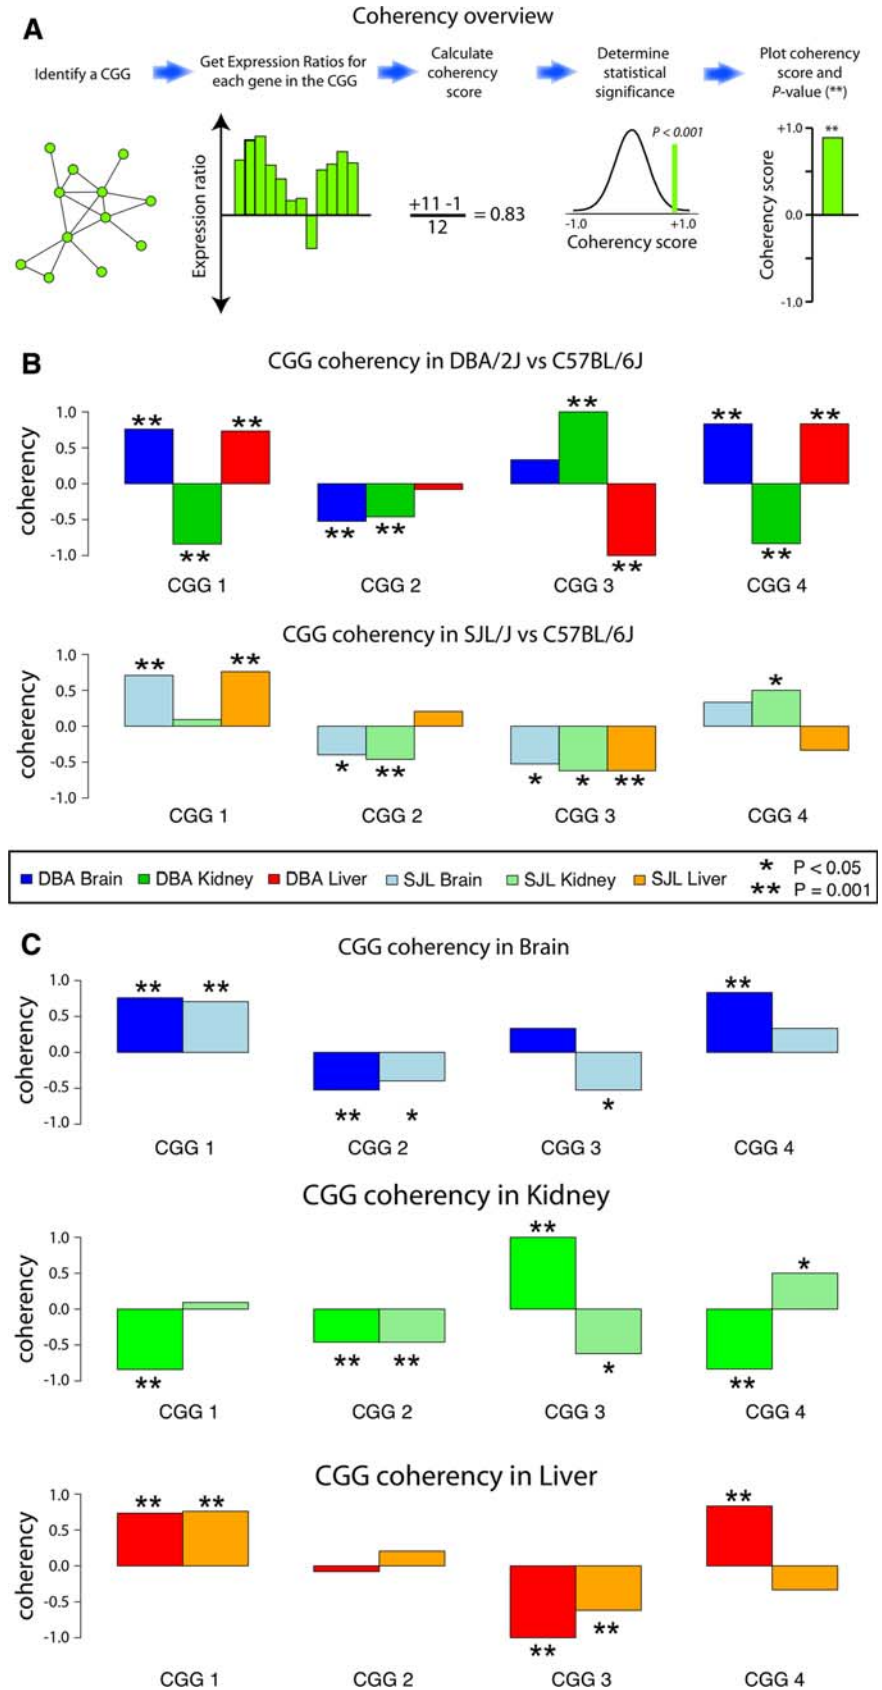 A
Coherency overview
Identify a CGG
Get Expression Ratios for
each gene in the CGG
Calculate
coherency
score
Determine
statistical
significance
Plot coherency
score and
P-value (**)
Expression ratio
+11 -1
12
= 0.83
P < 0.001
-1.0
+1.0
Coherency score
Coherency score
+1.0
0.0
-1.0
**
B
CGG coherency in DBA/2J vs C57BL/6J
coherency
1.0
0.5
0.0
-0.5
-1.0
** ** **
** **
** **
** ** **
CGG 1 CGG 2 CGG 3 CGG 4
CGG coherency in SJL/J vs C57BL/6J
coherency
1.0
0.5
0.0
-0.5
-1.0
** **
* **
* * **
*
CGG 1 CGG 2 CGG 3 CGG 4
DBA Brain DBA Kidney DBA Liver SJL Brain SJL Kidney SJL Liver
* P < 0.05
** P = 0.001
C
CGG coherency in Brain
coherency
1.0
0.5
0.0
-0.5
-1.0
** **
** *
*
**
CGG 1 CGG 2 CGG 3 CGG 4
CGG coherency in Kidney
coherency
1.0
0.5
0.0
-0.5
-1.0
**
** **
** *
** *
CGG 1 CGG 2 CGG 3 CGG 4
CGG coherency in Liver
coherency
1.0
0.5
0.0
-0.5
-1.0
** **
** **
**
CGG 1 CGG 2 CGG 3 CGG 4